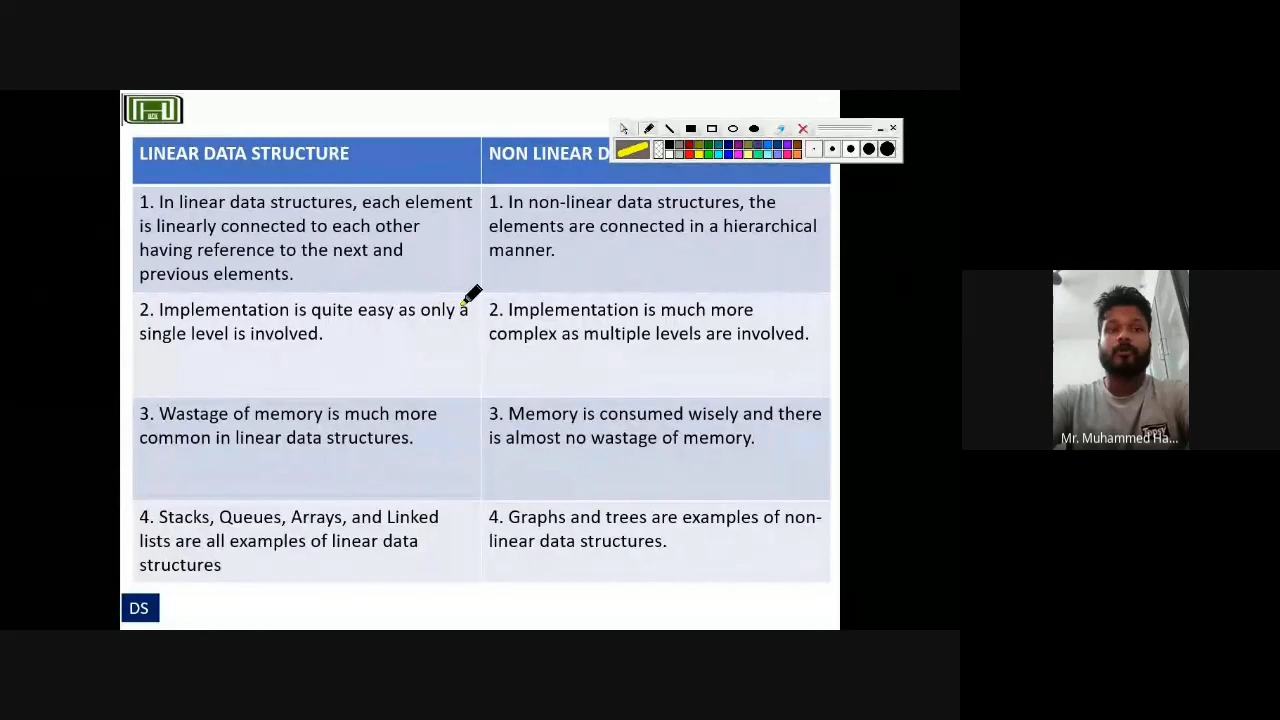 LINEAR DATA STRUCTURE
NON LINEAR D
1. In linear data structures, each element
is linearly connected to each other
having reference to the next and
previous elements.
1. In non-linear data structures, the
elements are connected in a hierarchical
manner.
2. Implementation is quite easy as only a
single level is involved.
2. Implementation is much more
complex as multiple levels are involved.
3. Wastage of memory is much more
common in linear data structures.
3. Memory is consumed wisely and there
is almost no wastage of memory.
4. Stacks, Queues, Arrays, and Linked
lists are all examples of linear data
structures
4. Graphs and trees are examples of non-
linear data structures.
DS
Mr. Muhammed Ha...